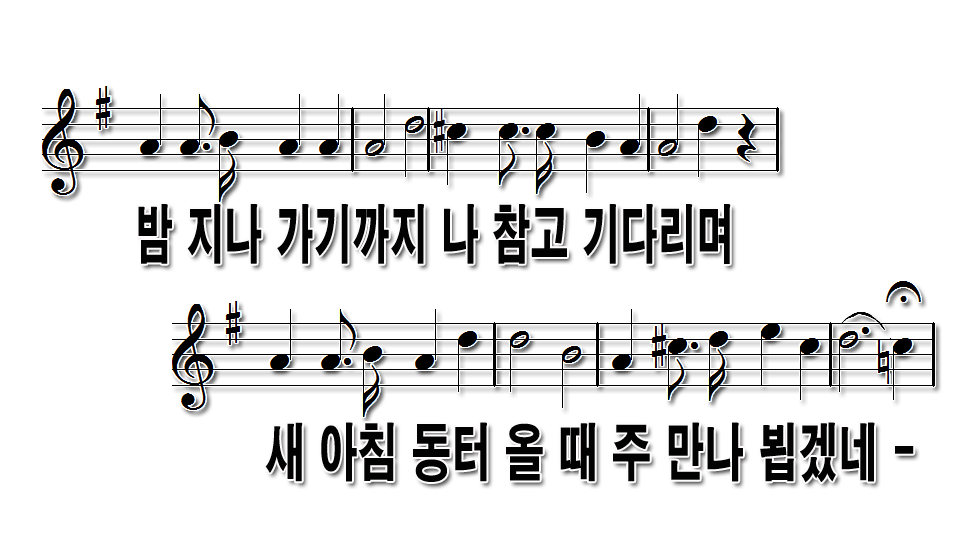 밤 지나 가기까지 나 참고 기다리며
새 아침 동터 올 때 주 만나 뵙겠네 -